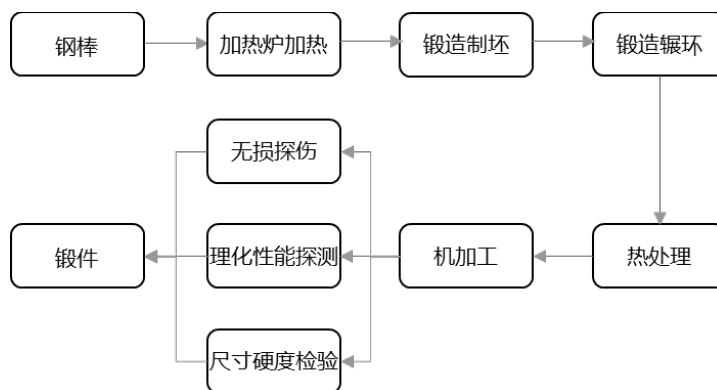 钢棒
加热炉加热
锻造制坯
锻造辗环
无损探伤
锻件
理化性能探测
机加工
热处理
尺寸硬度检验